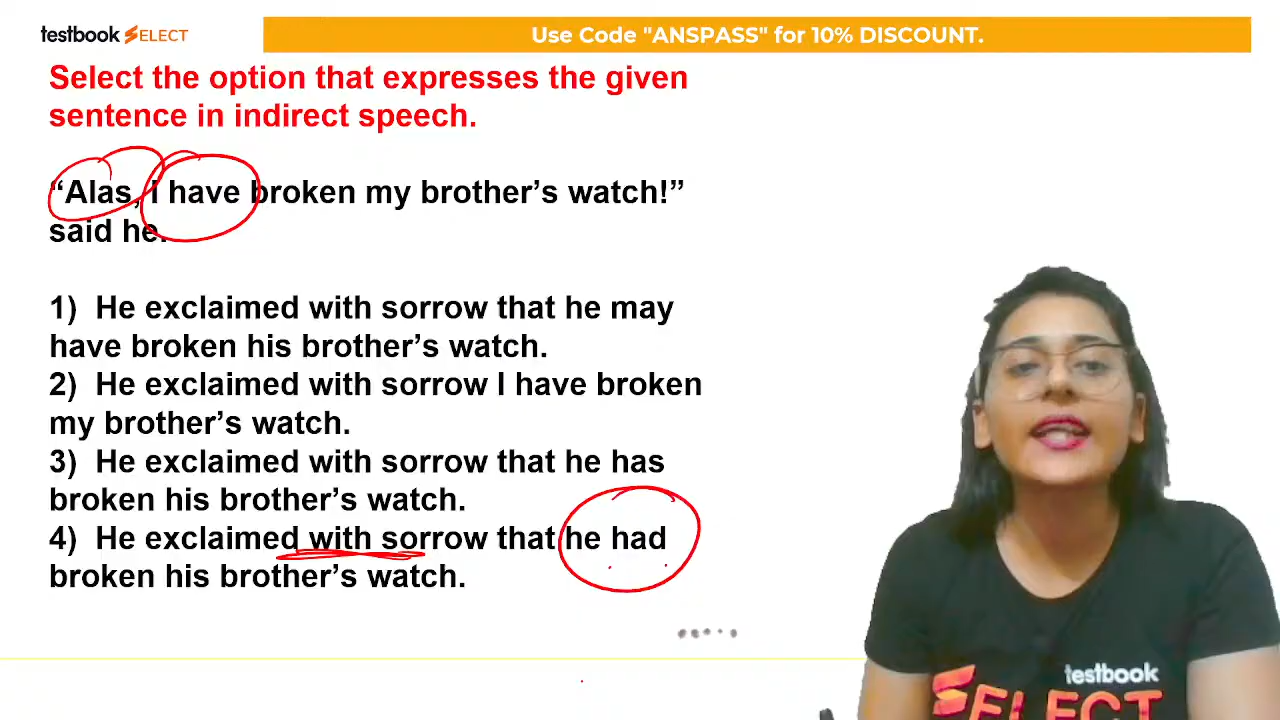 testbook SELECT
Use Code "ANSPASS" for 10% DISCOUNT.
Select the option that expresses the given
sentence in indirect speech.
“Alas, I have broken my brother’s watch!”
said he.
1) He exclaimed with sorrow that he may
have broken his brother’s watch.
2) He exclaimed with sorrow I have broken
my brother’s watch.
3) He exclaimed with sorrow that he has
broken his brother’s watch.
4) He exclaimed with sorrow that he had
broken his brother’s watch.
testbook
SELECT